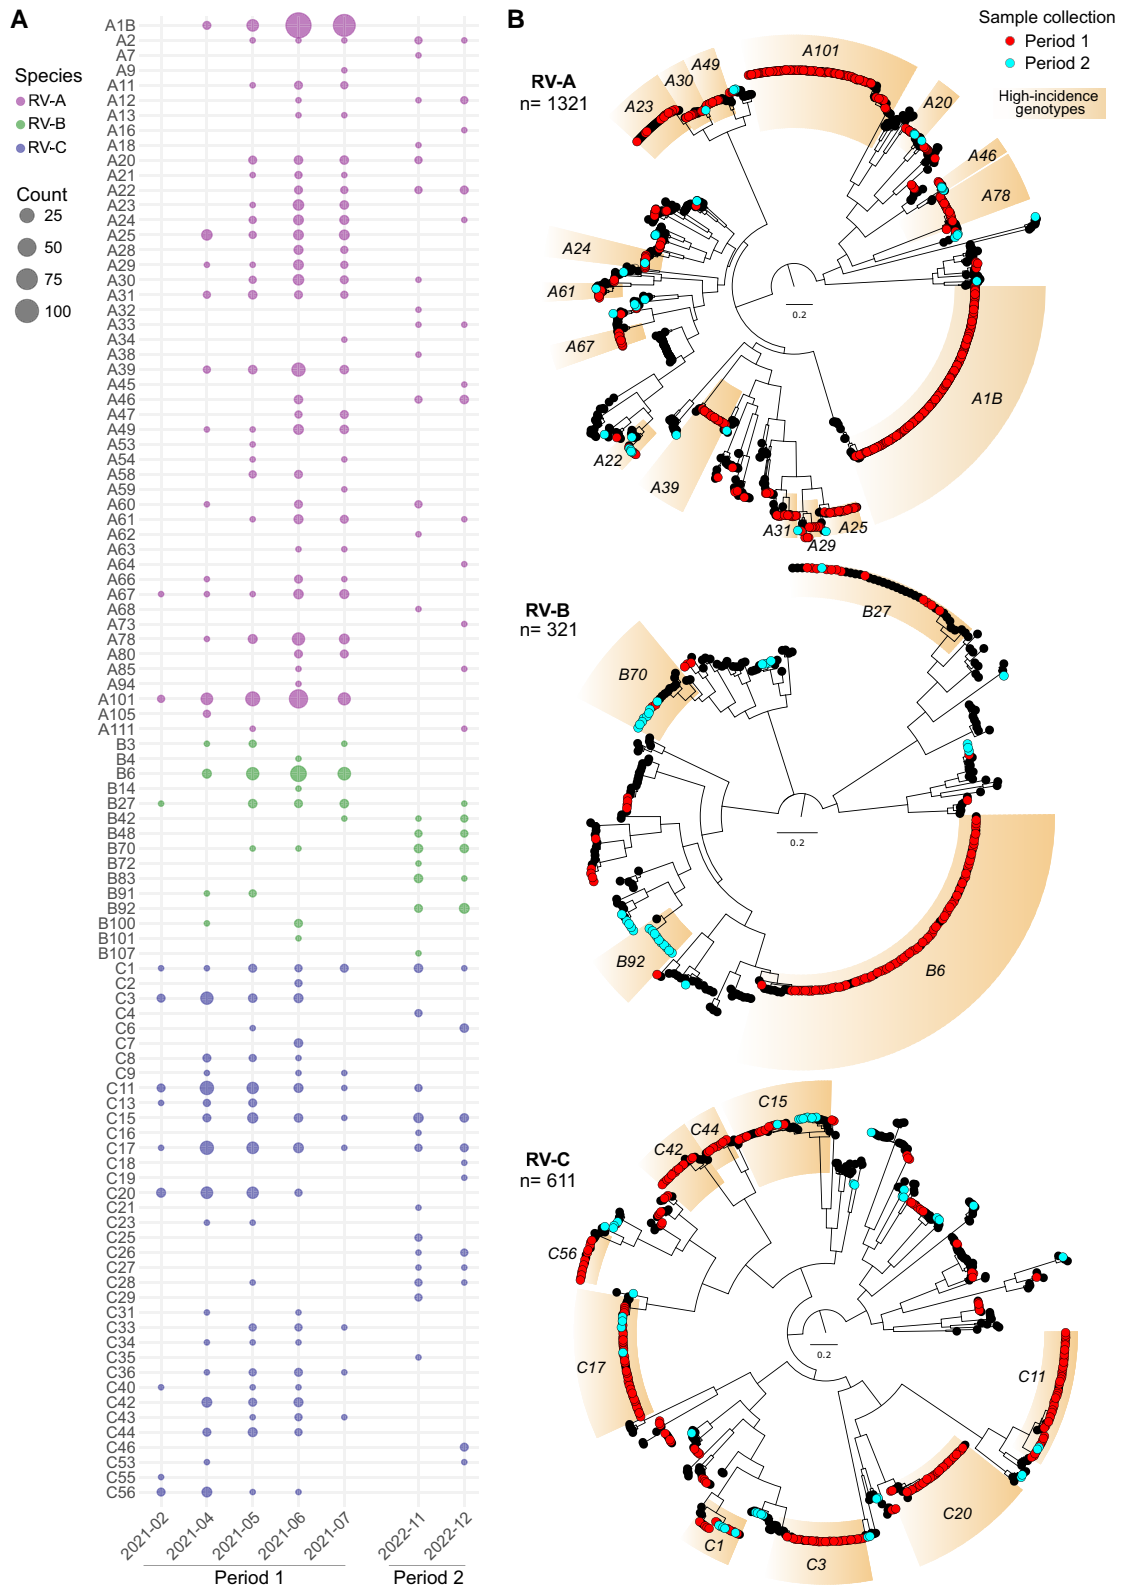 A
Species
RV-A
RV-B
RV-C
Count
25
50
75
100
A1B
A2
A7
A9
A11
A12
A13
A16
A18
A20
A21
A22
A23
A24
A25
A28
A29
A30
A31
A32
A33
A34
A38
A39
A45
A46
A47
A49
A53
A54
A58
A59
A60
A61
A62
A63
A64
A66
A67
A68
A73
A78
A80
A85
A94
A101
A105
A111
B3
B4
B6
B14
B27
B42
B48
B70
B72
B83
B91
B92
B100
B101
B107
C1
C2
C3
C4
C6
C7
C8
C9
C11
C13
C15
C16
C17
C18
C19
C20
C21
C23
C25
C26
C27
C28
C29
C31
C33
C34
C35
C36
C40
C42
C43
C44
C46
C53
C55
C56
2021-02
2021-04
2021-05
2021-06
2021-07
2022-11
2022-12
Period 1
Period 2
B
Sample collection
Period 1
Period 2
High-incidence
genotypes
RV-A
n= 1321
A23
A30
A49
A101
A20
A46
A78
A24
A61
A67
A1B
A22
A39
A31
A29
A25
0.2
RV-B
n= 321
B27
B70
B92
B6
0.2
RV-C
n= 611
C42
C44
C15
C56
C17
C11
C20
C1
C3
0.2